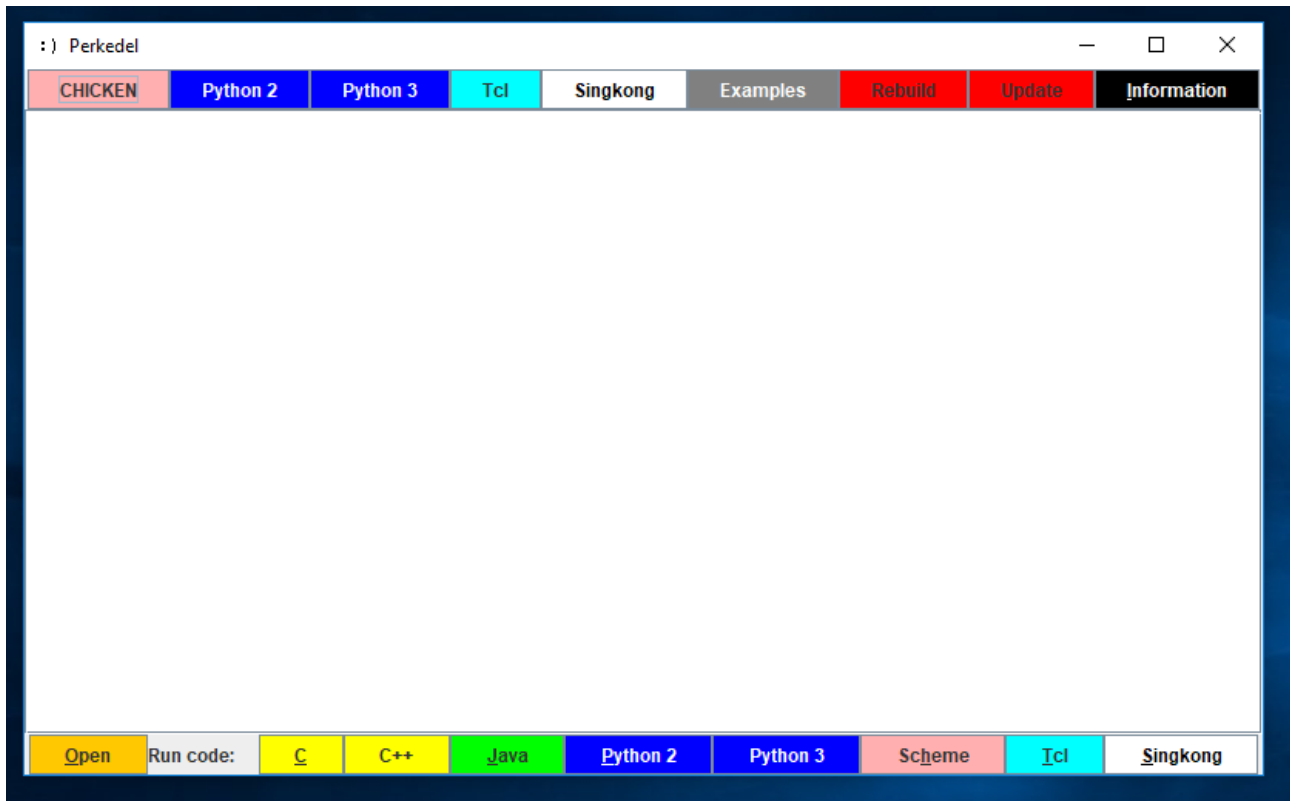 :) Perkedel
CHICKEN Python 2 Python 3 Tcl Singkong Examples Rebuild Update Information
Open Run code: C C++ Java Python 2 Python 3 Scheme Tcl Singkong